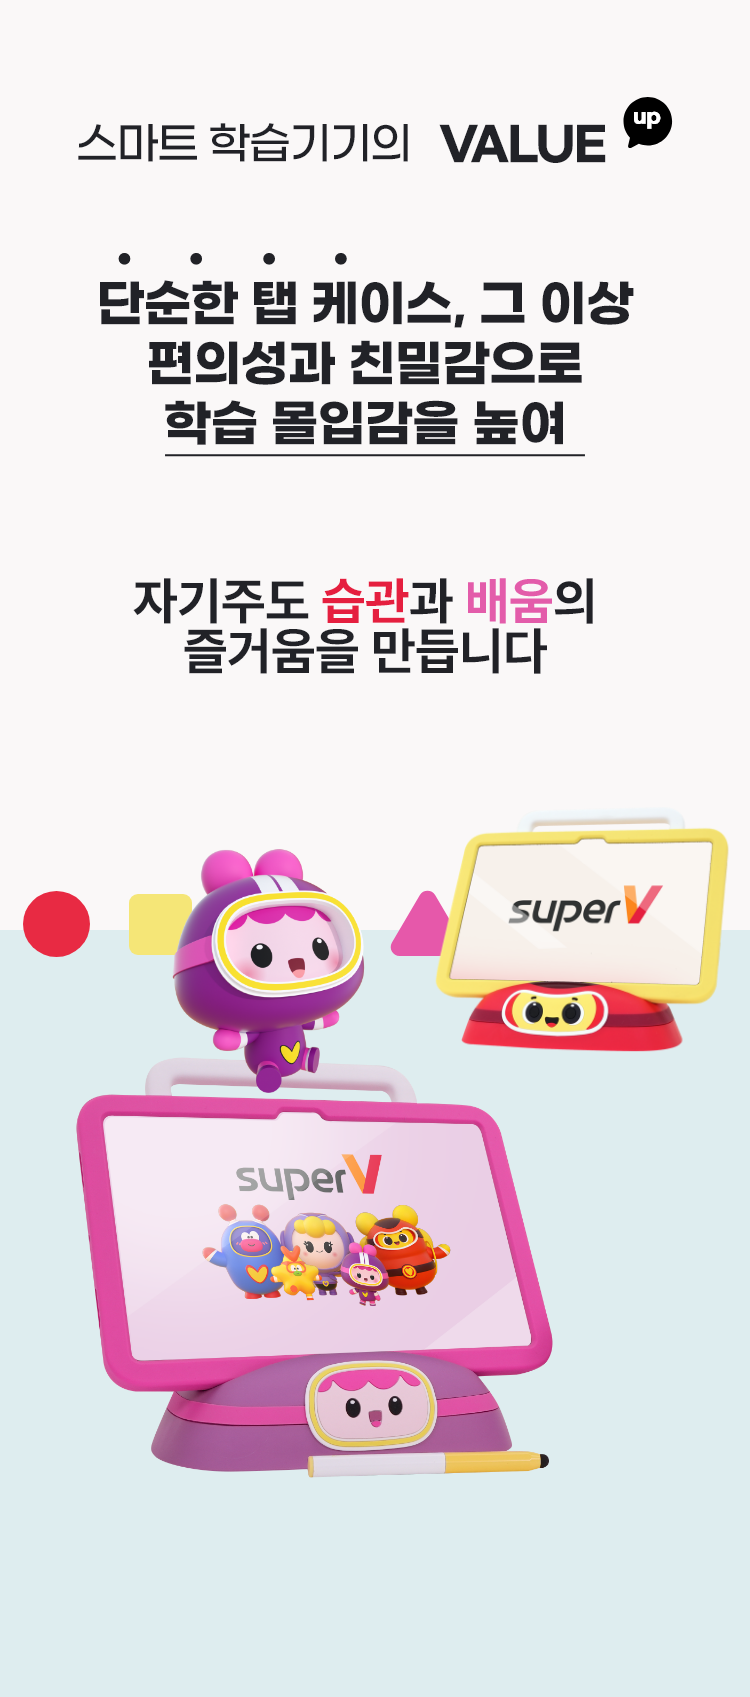 스마트 학습기기의 VALUE up
단순한 탭 케이스, 그 이상
편의성과 친밀감으로
학습 몰입감을 높여
자기주도 습관과 배움의
즐거움을 만듭니다
superV
superV